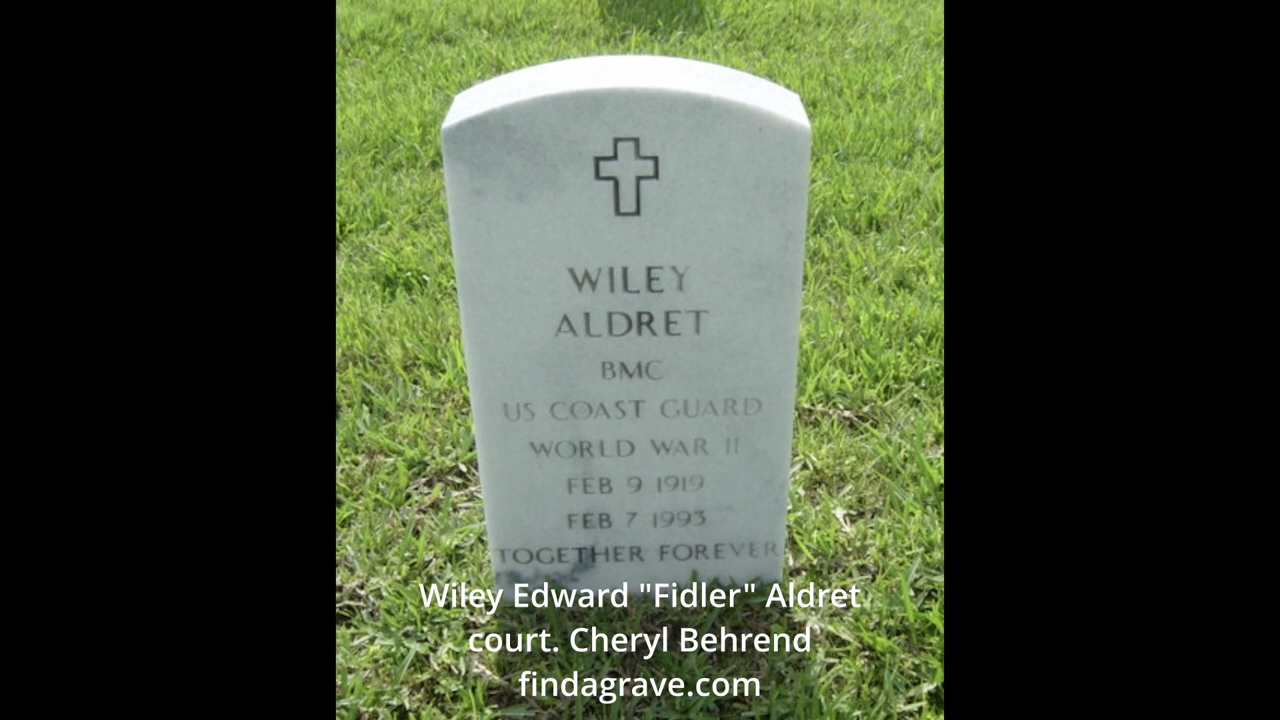 WILEY
ALDRET
BMC
US COAST GUARD
WORLD WAR II
FEB 9 1919
FEB 7 1993
TOGETHER FOREVER
Wiley Edward "Fidler" Aldret
court. Cheryl Behrend
findagrave.com